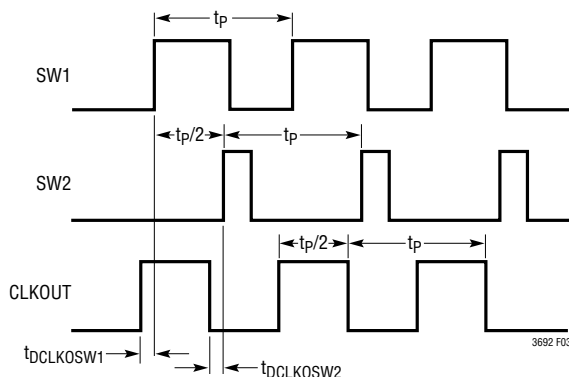 tP
SW1
tP/2
tP
SW2
tP/2
tP
CLKOUT
3692 F03
tDCLKOSW1
tDCLKOSW2